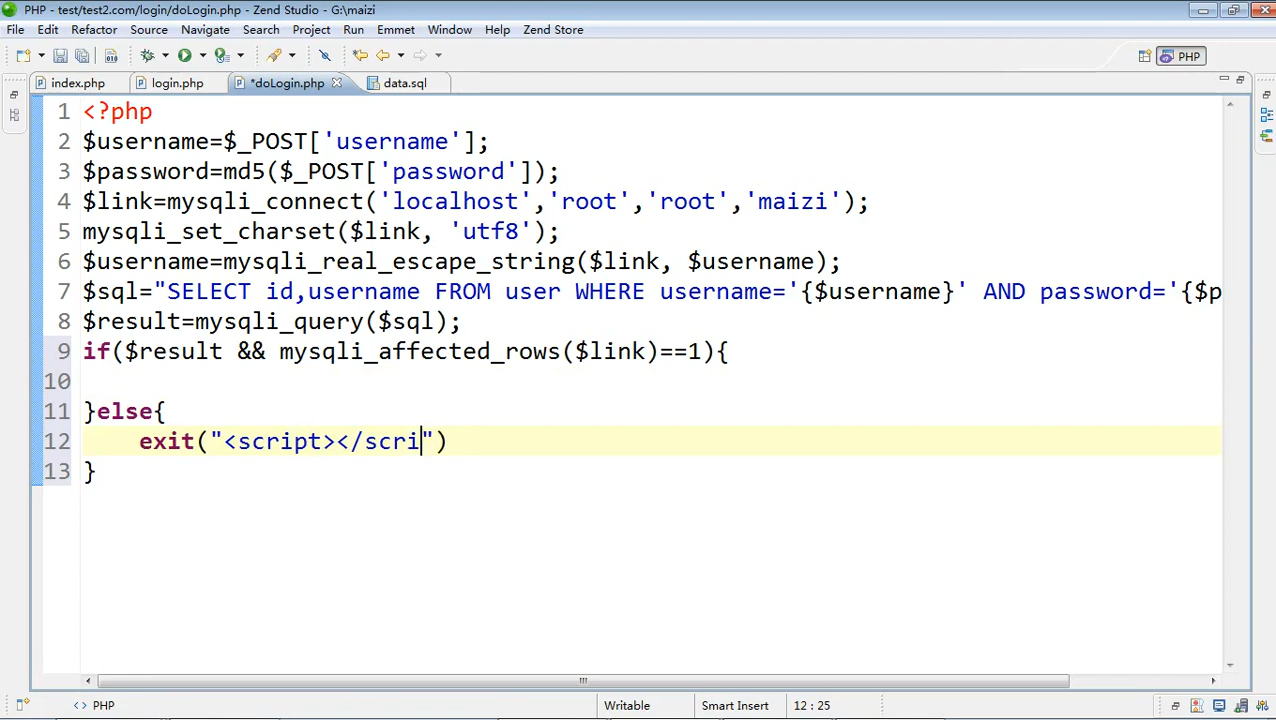 PHP - test/test2.com/login/doLogin.php - Zend Studio - G:\maizi
File Edit Refactor Source Navigate Search Project Run Emmet Window Help Zend Store
PHP
index.php login.php *doLogin.php data.sql
1 <?php
2 $username=$_POST['username'];
3 $password=md5($_POST['password']);
4 $link=mysqli_connect('localhost','root','root','maizi');
5 mysqli_set_charset($link, 'utf8');
6 $username=mysqli_real_escape_string($link, $username);
7 $sql="SELECT id,username FROM user WHERE username='{$username}' AND password='{$p
8 $result=mysqli_query($sql);
9 if($result && mysqli_affected_rows($link)==1){
10
11 }else{
12     exit("<script></scri")
13 }
<> PHP Writable Smart Insert 12 : 25